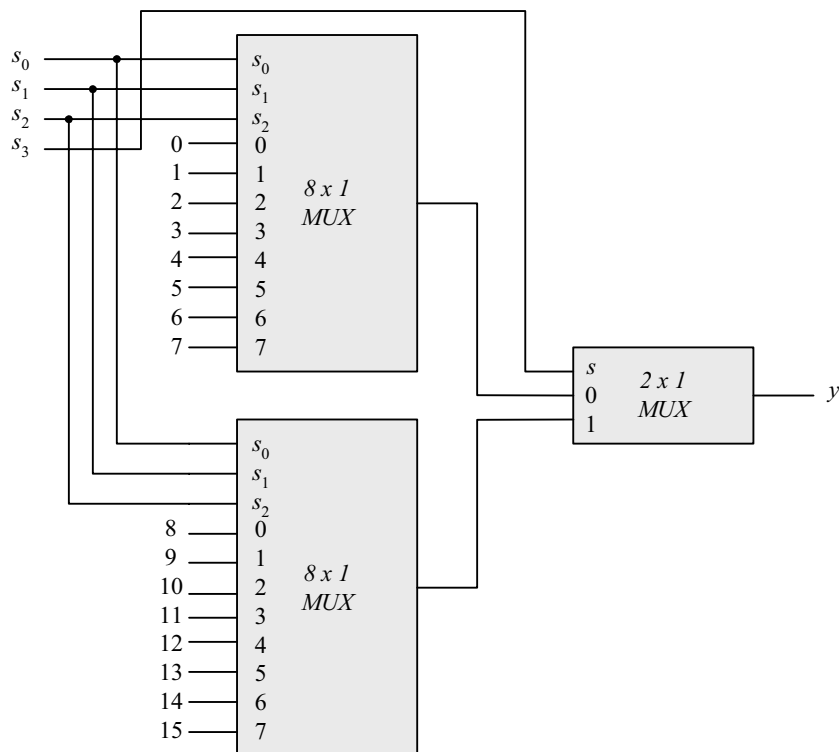 s0 s0
s1 s1
s2 s2
s3
0 0
1 1
2 2
3 3
4 4
5 5
6 6
7 7
8 x 1
MUX
s
0
1
2 x 1
MUX
y
s0
s1
s2
8 0
9 1
10 2
11 3
12 4
13 5
14 6
15 7
8 x 1
MUX